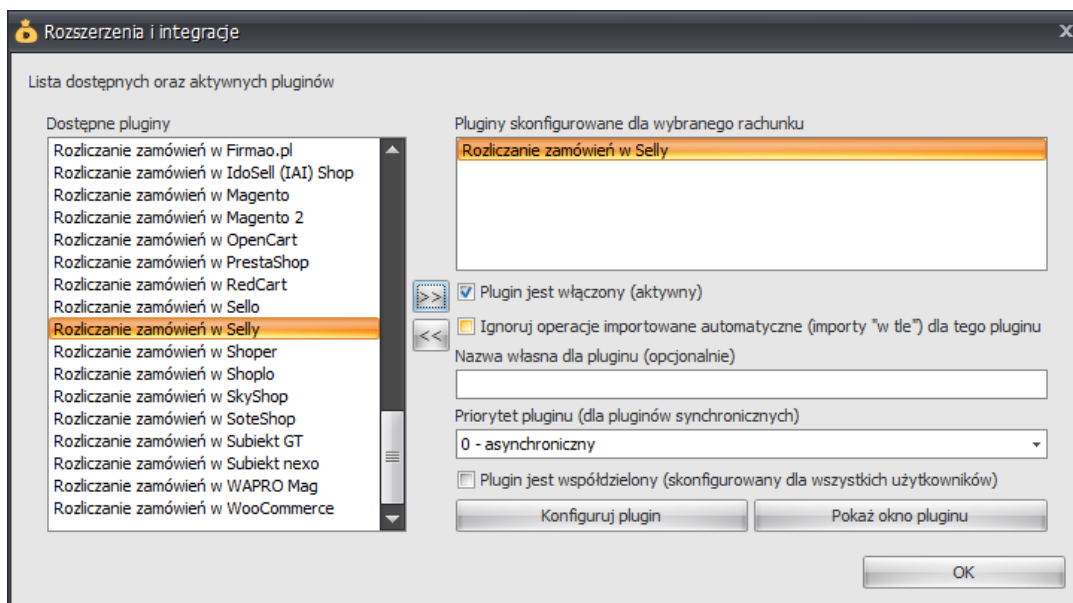 Rozszerzenia i integracje
x
Lista dostępnych oraz aktywnych pluginów
Dostępne pluginy
Rozliczanie zamówień w Firmao.pl
Rozliczanie zamówień w IdoSell (IAI) Shop
Rozliczanie zamówień w Magento
Rozliczanie zamówień w Magento 2
Rozliczanie zamówień w OpenCart
Rozliczanie zamówień w PrestaShop
Rozliczanie zamówień w RedCart
Rozliczanie zamówień w Sello
Rozliczanie zamówień w Selly
Rozliczanie zamówień w Shoper
Rozliczanie zamówień w Shoplo
Rozliczanie zamówień w SkyShop
Rozliczanie zamówień w SoteShop
Rozliczanie zamówień w Subiekt GT
Rozliczanie zamówień w Subiekt nexo
Rozliczanie zamówień w WAPRO Mag
Rozliczanie zamówień w WooCommerce
>>
<<
Pluginy skonfigurowane dla wybranego rachunku
Rozliczanie zamówień w Selly
Plugin jest włączony (aktywny)
Ignoruj operacje importowane automatyczne (importy "w tle") dla tego pluginu
Nazwa własna dla pluginu (opcjonalnie)
Priorytet pluginu (dla pluginów synchronicznych)
0 - asynchroniczny
Plugin jest współdzielony (skonfigurowany dla wszystkich użytkowników)
Konfiguruj plugin
Pokaż okno pluginu
OK